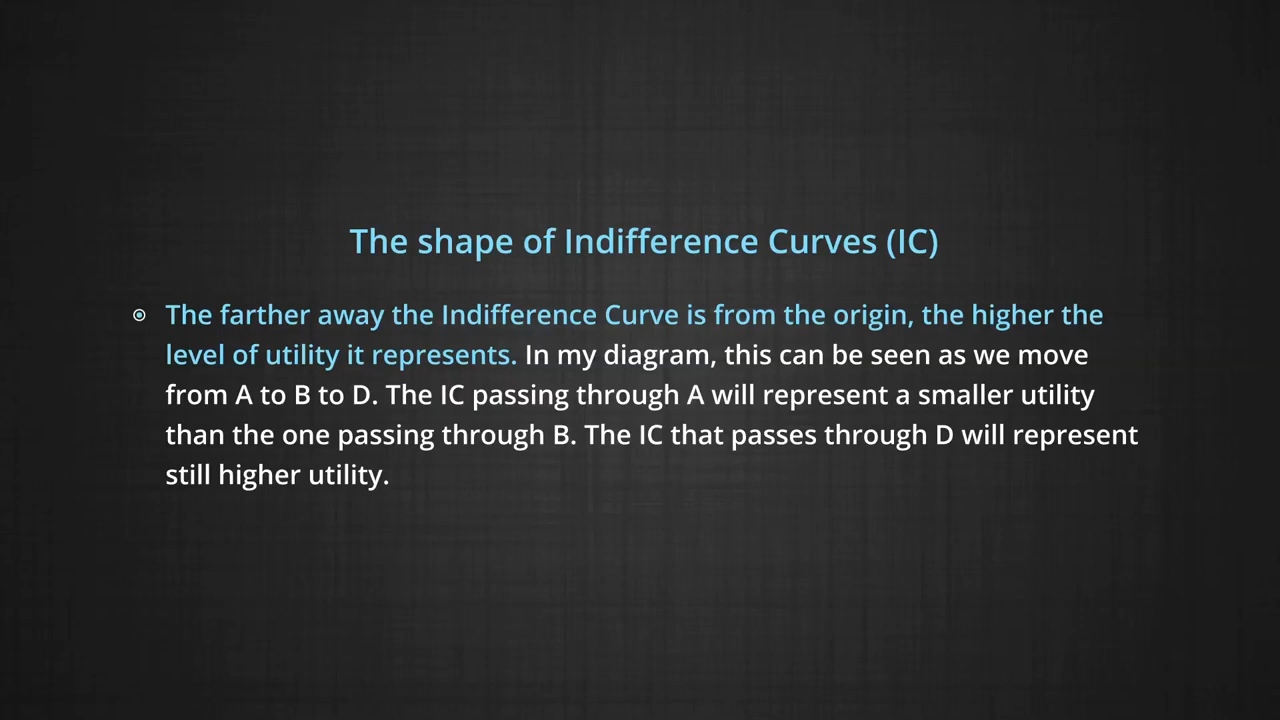 The shape of Indifference Curves (IC)
The farther away the Indifference Curve is from the origin, the higher the
level of utility it represents. In my diagram, this can be seen as we move
from A to B to D. The IC passing through A will represent a smaller utility
than the one passing through B. The IC that passes through D will represent
still higher utility.